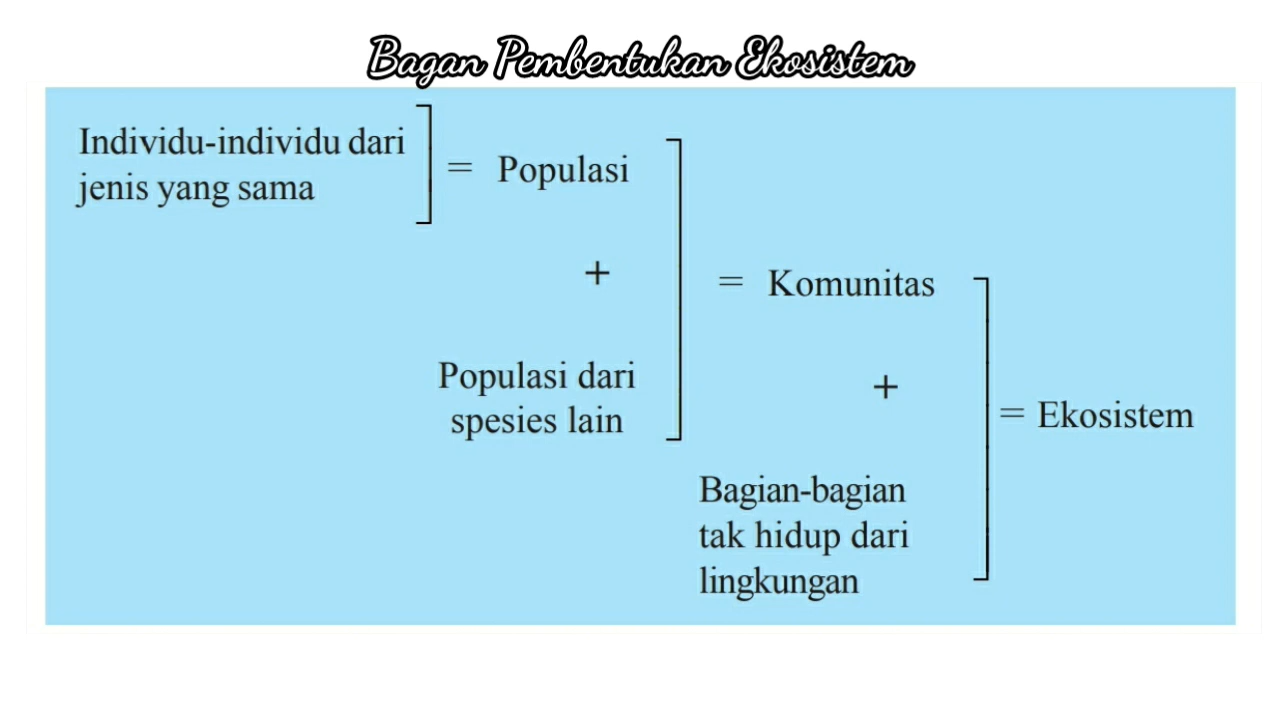 Bagan Pembentukan Ekosistem
Individu-individu dari
jenis yang sama
= Populasi
+
Populasi dari
spesies lain
= Komunitas
+
Bagian-bagian
tak hidup dari
lingkungan
= Ekosistem